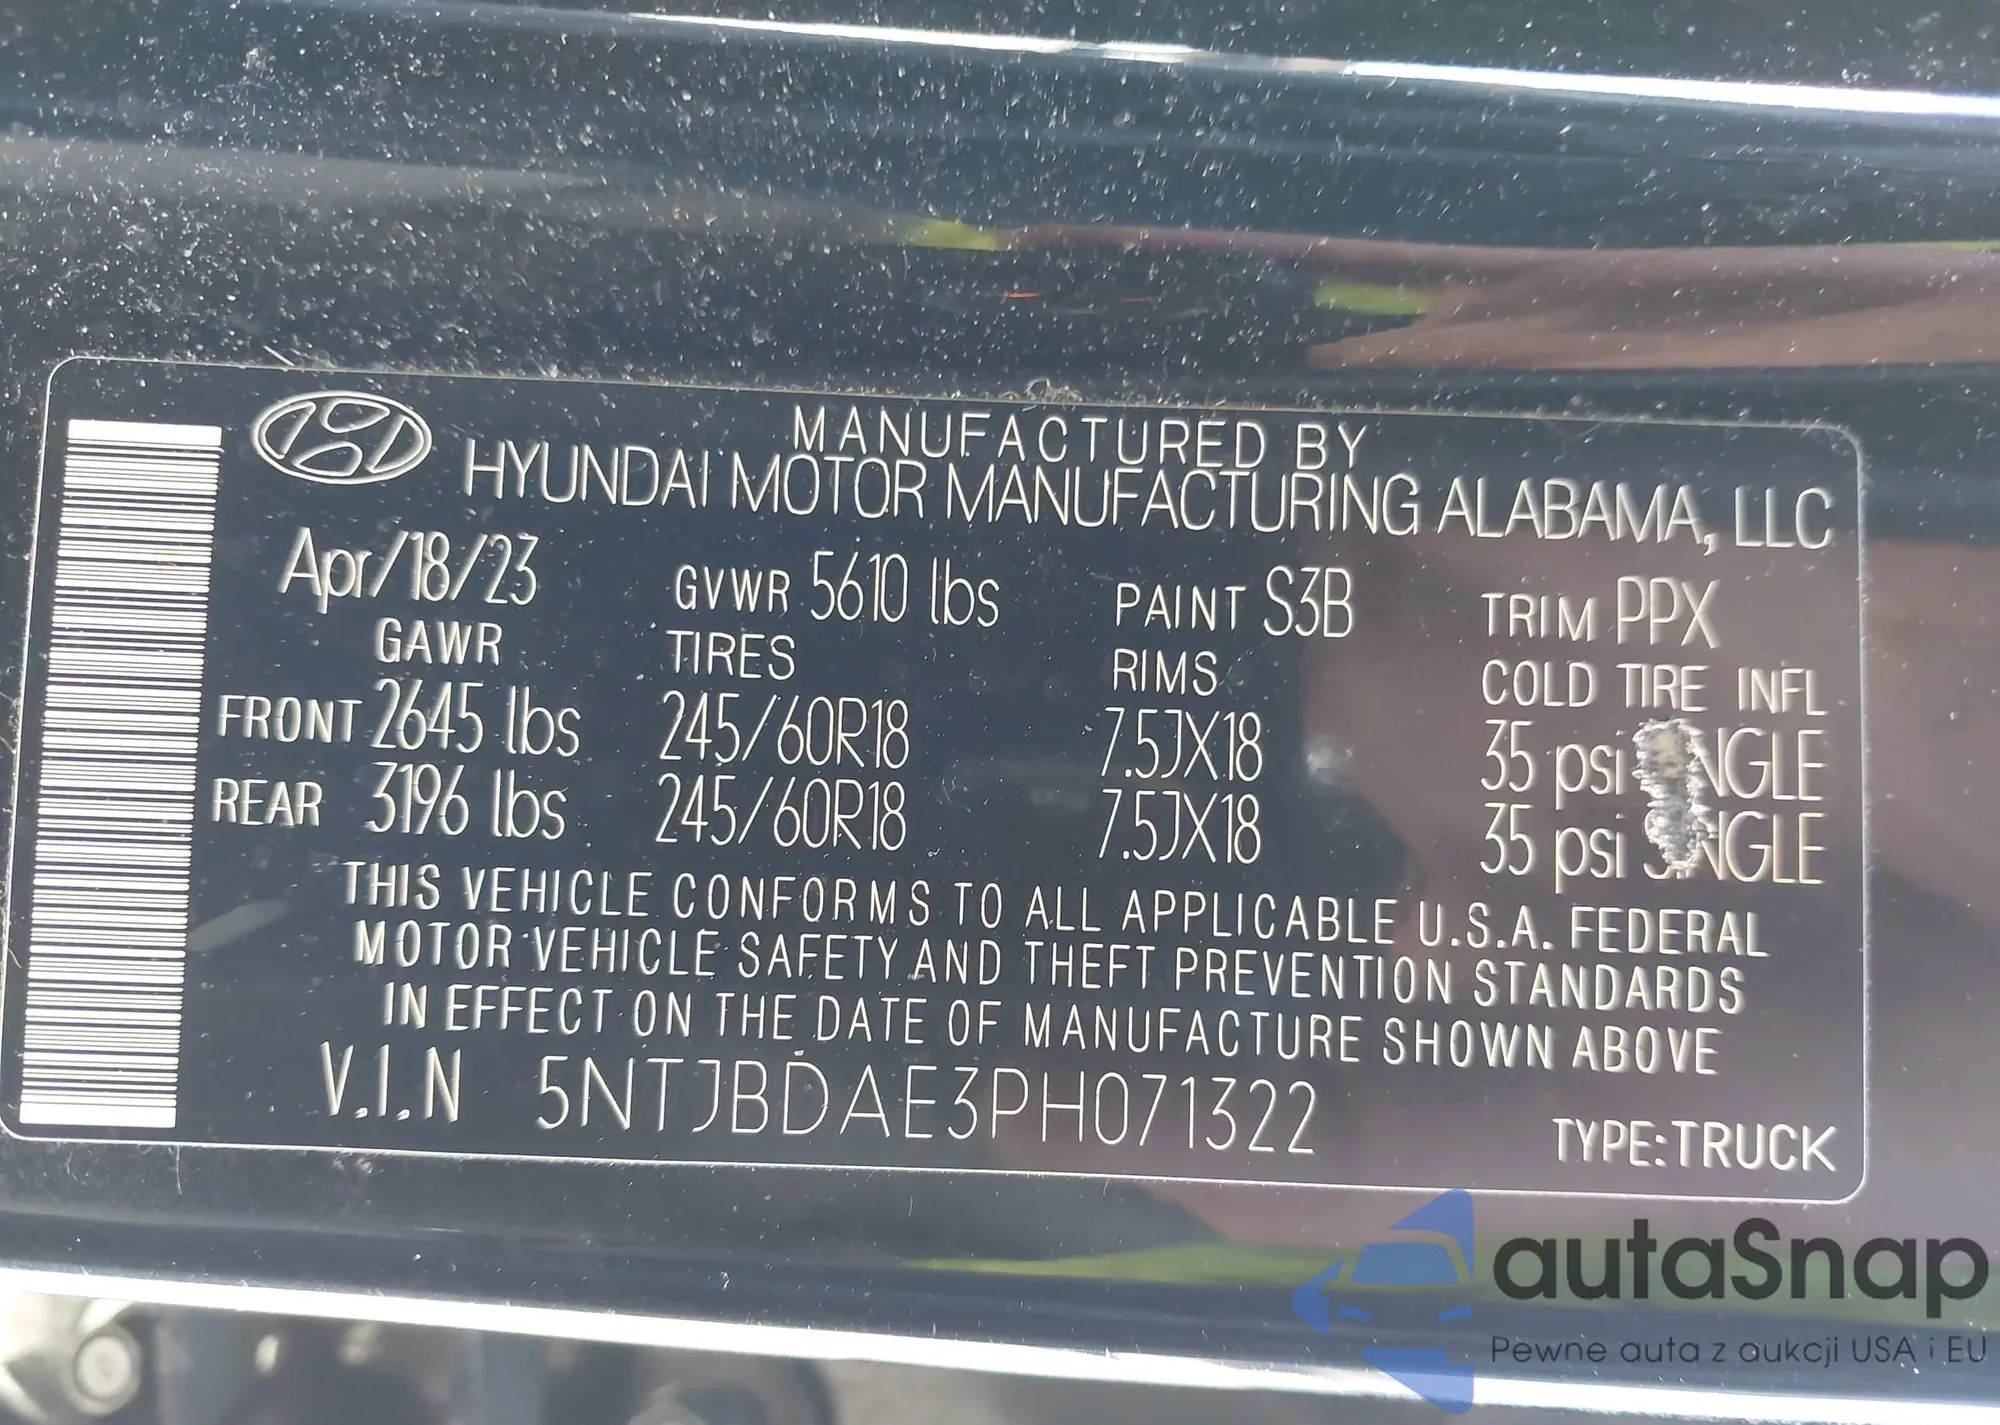 MANUFACTURED BY
HYUNDAI MOTOR MANUFACTURING ALABAMA, LLC
Apr/18/23 GVWR 5610 lbs PAINT S3B TRIM PPX
GAWR TIRES RIMS COLD TIRE INFL
FRONT 2645 lbs 245/60R18 7.5JX18 35 psi
REAR 3196 lbs 245/60R18 7.5JX18 35 psi
THIS VEHICLE CONFORMS TO ALL APPLICABLE U.S.A. FEDERAL
MOTOR VEHICLE SAFETY AND THEFT PREVENTION STANDARDS
IN EFFECT ON THE DATE OF MANUFACTURE SHOWN ABOVE
V.I.N 5NTJBDAE3PH071322
TYPE:TRUCK
autaSnap
Pewne auta z aukcji USA i EU